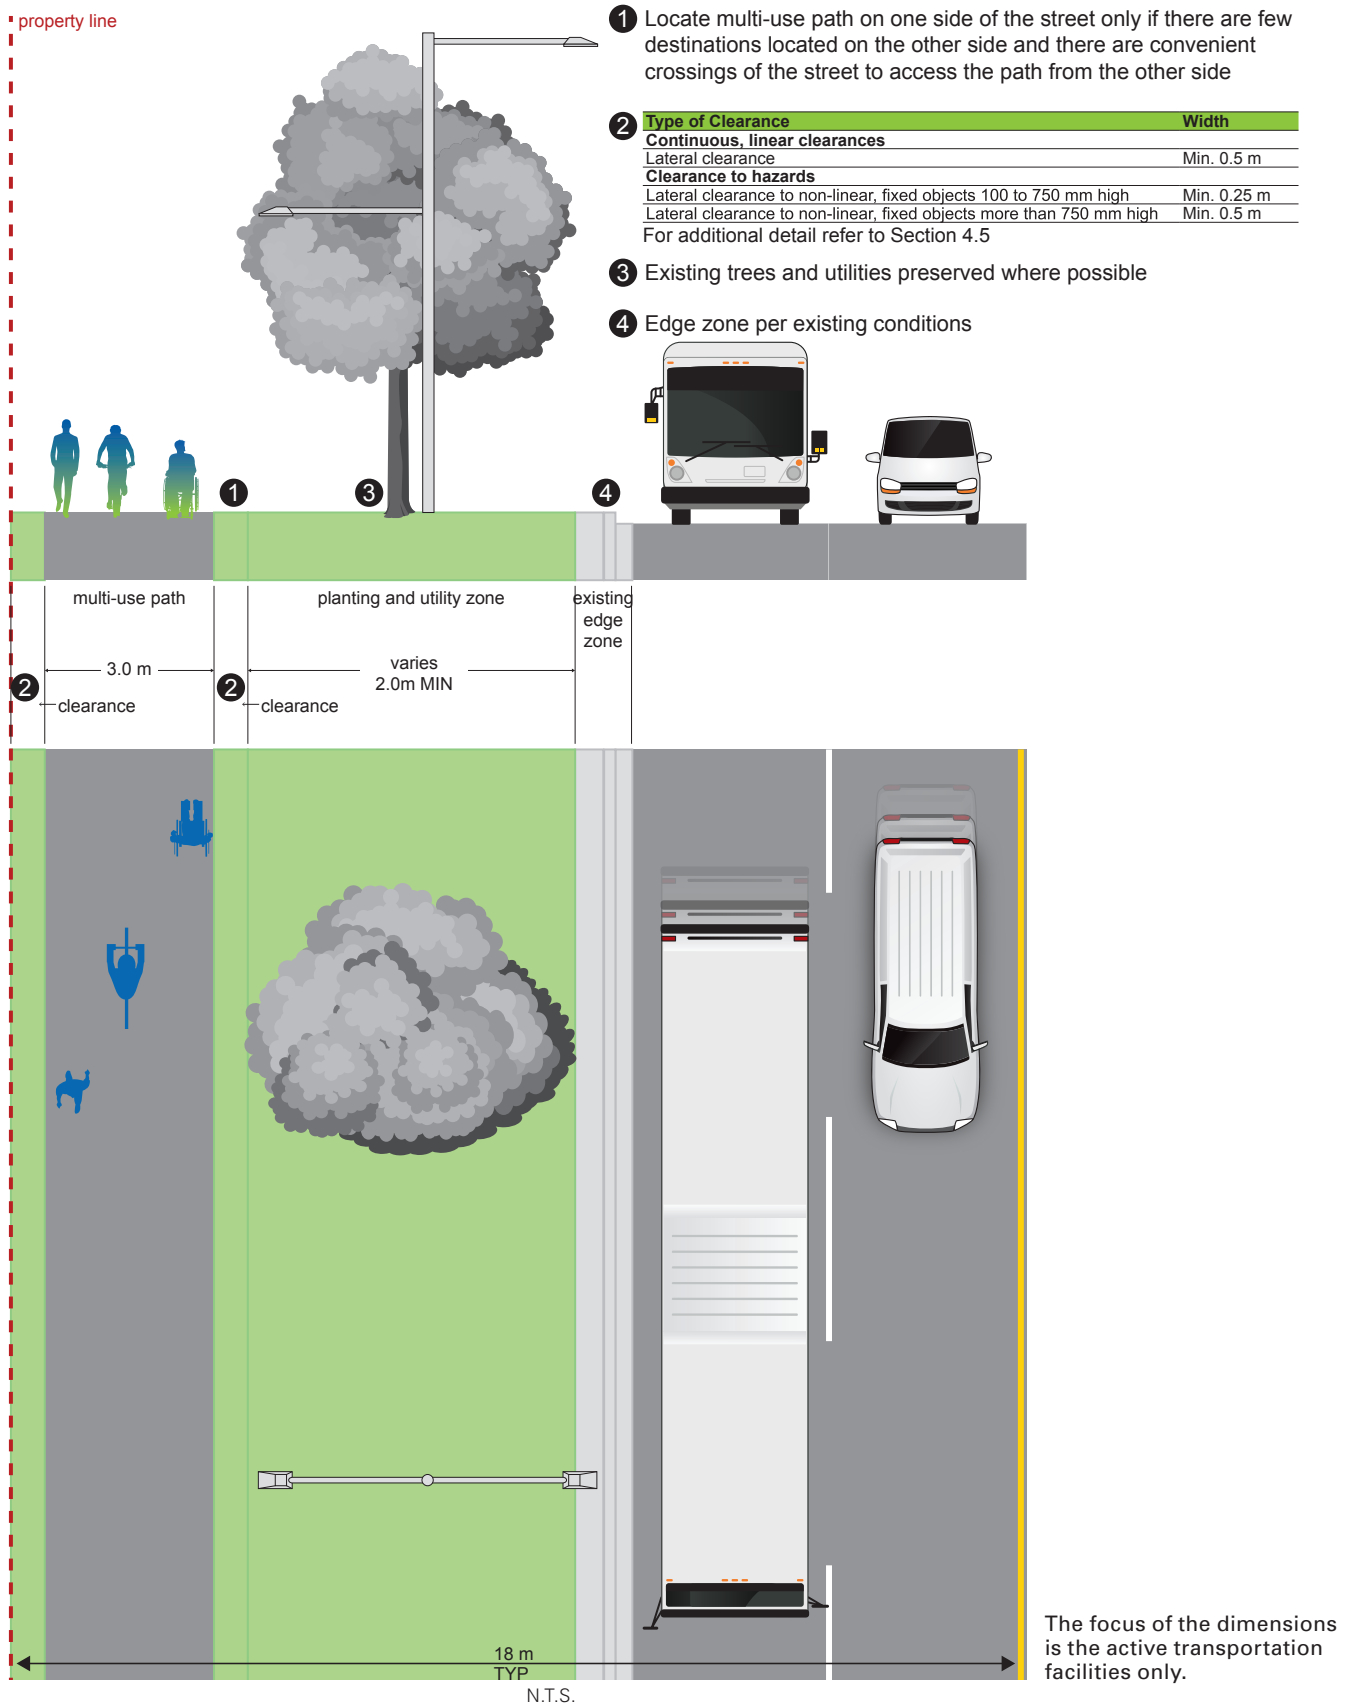 property line
1 Locate multi-use path on one side of the street only if there are few
destinations located on the other side and there are convenient
crossings of the street to access the path from the other side
2 Type of Clearance Width
Continuous, linear clearances
Lateral clearance Min. 0.5 m
Clearance to hazards
Lateral clearance to non-linear, fixed objects 100 to 750 mm high Min. 0.25 m
Lateral clearance to non-linear, fixed objects more than 750 mm high Min. 0.5 m
For additional detail refer to Section 4.5
3 Existing trees and utilities preserved where possible
4 Edge zone per existing conditions
1
3
4
multi-use path
planting and utility zone
existing
edge
zone
3.0 m
varies
2.0m MIN
2
clearance
2
clearance
The focus of the dimensions
is the active transportation
facilities only.
18 m
TYP
N.T.S.